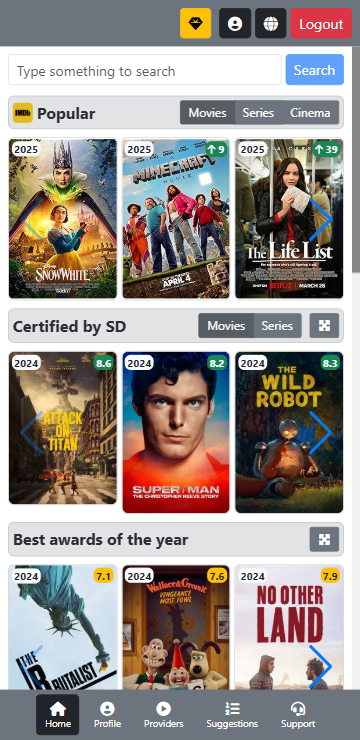 Logout
Type something to search
Search
IMDb Popular
Movies Series Cinema
2025
2025 9
2025 39
Disney
SNOW WHITE
MINECRAFT
MOVIE
APRIL 4
The Life List
NETFLIX MARCH 28
Certified by SD
Movies Series
2024 8.6
2024 8.2
2024 8.3
ATTACK
ON
TITAN
SUPER/MAN
THE CHRISTOPHER REEVE STORY
THE
WILD
ROBOT
Best awards of the year
2024 7.1
2024 7.6
2024 7.9
THE
BRUTALIST
Wallace & Gromit
VENGEANCE
MOST FOWL
NO OTHER
LAND
Home
Profile
Providers
Suggestions
Support